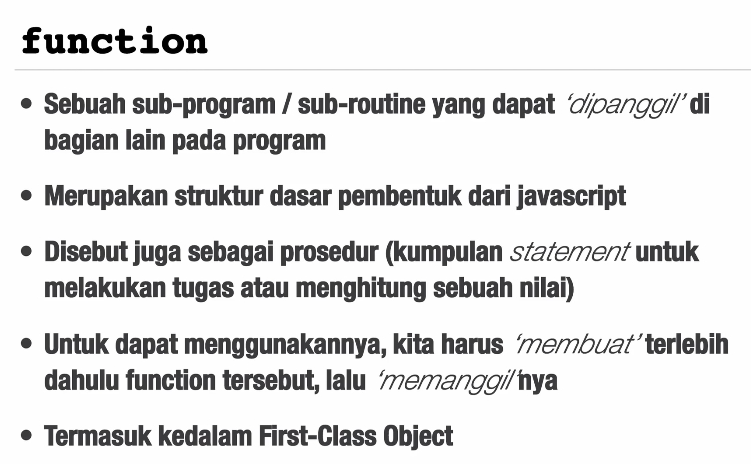 function
• Sebuah sub-program / sub-routine yang dapat ‘dipanggil’ di
bagian lain pada program
• Merupakan struktur dasar pembentuk dari javascript
• Disebut juga sebagai prosedur (kumpulan statement untuk
melakukan tugas atau menghitung sebuah nilai)
• Untuk dapat menggunakannya, kita harus ‘membuat’ terlebih
dahulu function tersebut, lalu ‘memanggil’nya
• Termasuk kedalam First-Class Object